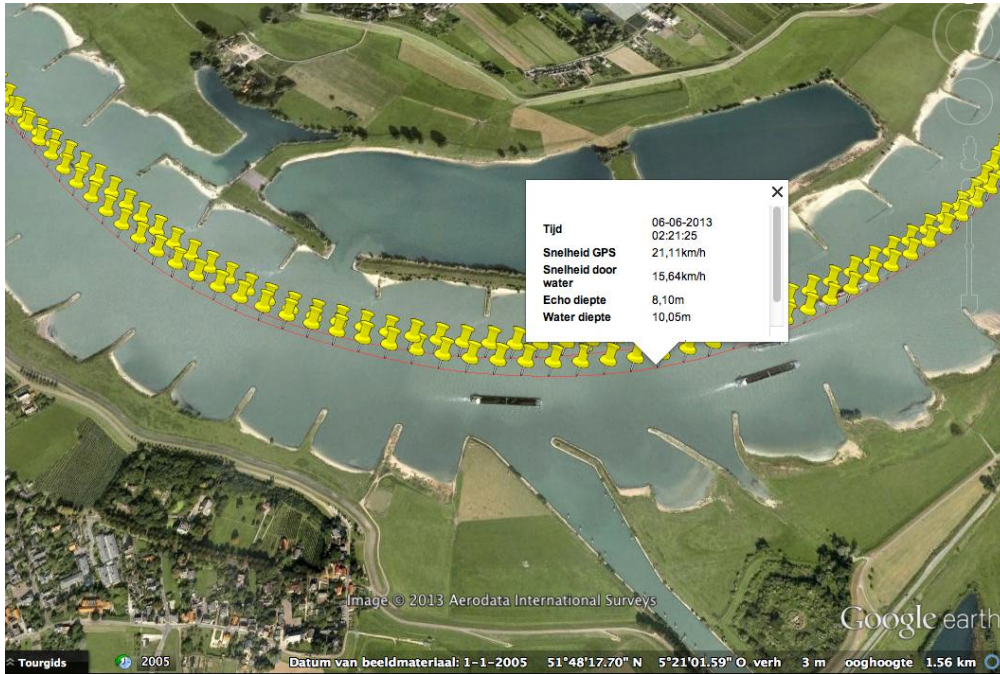 Tijd 06-06-2013
02:21:25
Snelheid GPS 21,11km/h
Snelheid door
water 15,64km/h
Echo diepte 8,10m
Water diepte 10,05m
Image © 2013 Aerodata International Surveys
Google earth
Tourgids 2005 Datum van beeldmateriaal: 1-1-2005 51°48'17.70" N 5°21'01.59" O verh 3 m ooghoogte 1.56 km